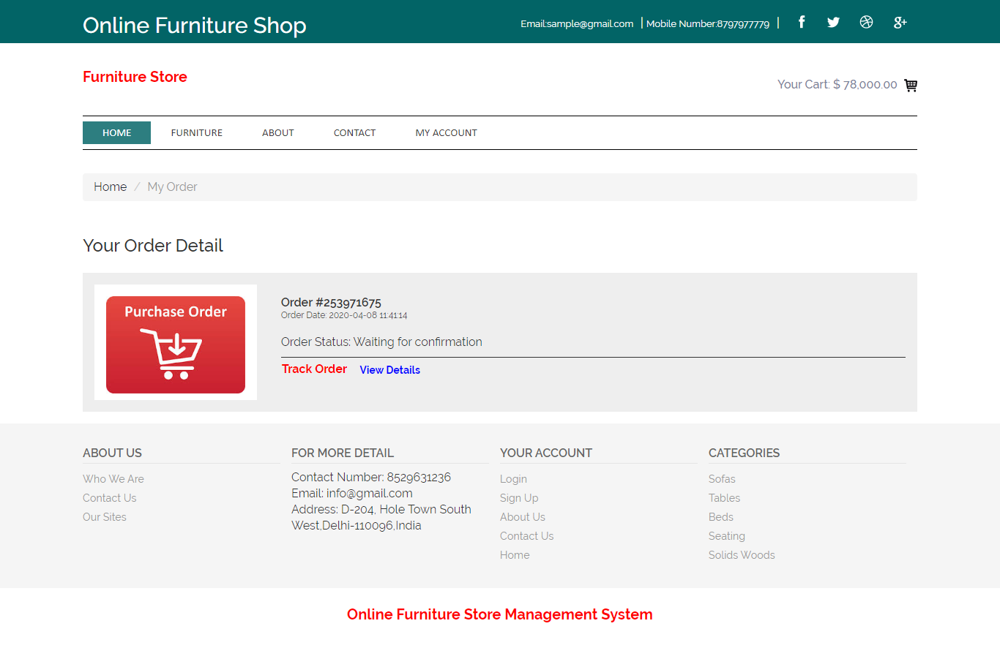 Online Furniture Shop
Email:sample@gmail.com | Mobile Number:8797977779 |
Furniture Store
Your Cart: $ 78,000.00
HOME FURNITURE ABOUT CONTACT MY ACCOUNT
Home / My Order
Your Order Detail
Purchase Order
Order #253971675
Order Date: 2020-04-08 11:41:14
Order Status: Waiting for confirmation
Track Order View Details
ABOUT US
Who We Are
Contact Us
Our Sites
FOR MORE DETAIL
Contact Number: 8529631236
Email: info@gmail.com
Address: D-204, Hole Town South
West,Delhi-110096,India
YOUR ACCOUNT
Login
Sign Up
About Us
Contact Us
Home
CATEGORIES
Sofas
Tables
Beds
Seating
Solids Woods
Online Furniture Store Management System